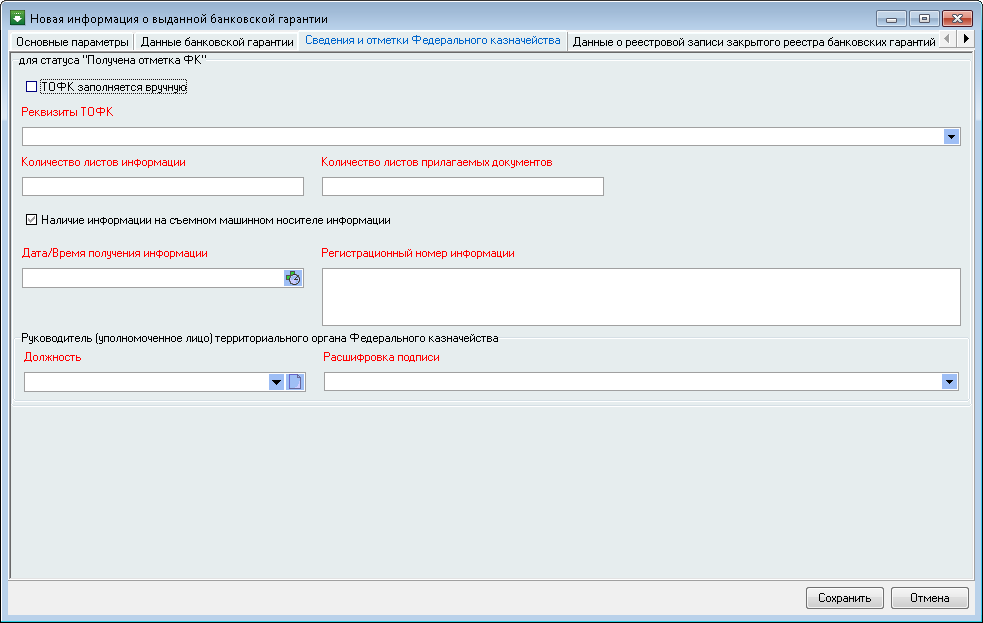 Новая информация о выданной банковской гарантии
Основные параметры Данные банковской гарантии Сведения и отметки Федерального казначейства Данные о реестровой записи закрытого реестра банковских гарантий
для статуса "Получена отметка ФК"
ТОФК заполняется вручную
Реквизиты ТОФК
Количество листов информации Количество листов прилагаемых документов
Наличие информации на съемном машинном носителе информации
Дата/Время получения информации Регистрационный номер информации
Руководитель (уполномоченное лицо) территориального органа Федерального казначейства
Должность Расшифровка подписи
Сохранить Отмена